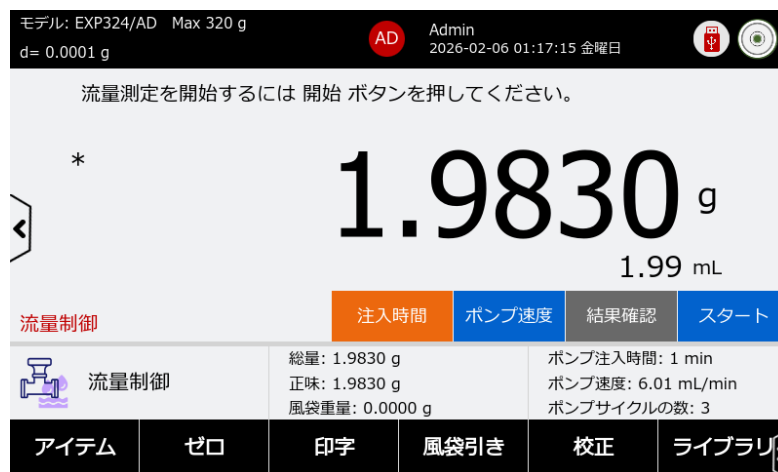 モデル: EXP324/AD Max 320 g
d= 0.0001 g
AD
Admin
2026-02-06 01:17:15 金曜日
流量測定を開始するには 開始 ボタンを押してください。
*
1.9830 g
1.99 mL
流量制御
注入時間
ポンプ速度
結果確認
スタート
流量制御
総量: 1.9830 g
正味: 1.9830 g
風袋重量: 0.0000 g
ポンプ注入時間: 1 min
ポンプ速度: 6.01 mL/min
ポンプサイクルの数: 3
アイテム
ゼロ
印字
風袋引き
校正
ライブラリ